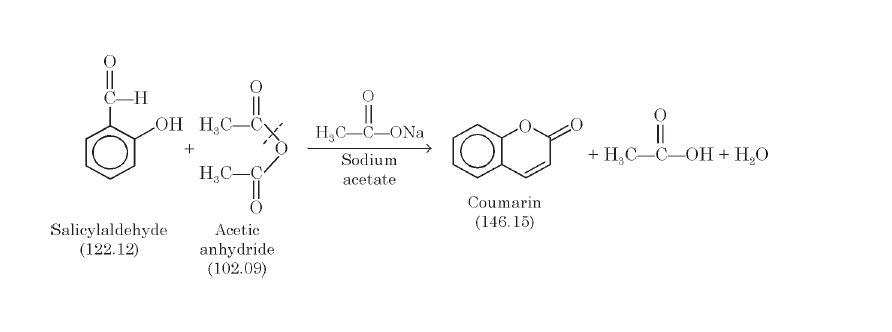 O
C—H
OH
+
O
H₃C—C
O
H₃C—C
O
O
H₃C—C—ONa
Sodium
acetate
O
O
+ H₃C—C—OH + H₂O
O
Salicylaldehyde
(122.12)
Acetic
anhydride
(102.09)
Coumarin
(146.15)